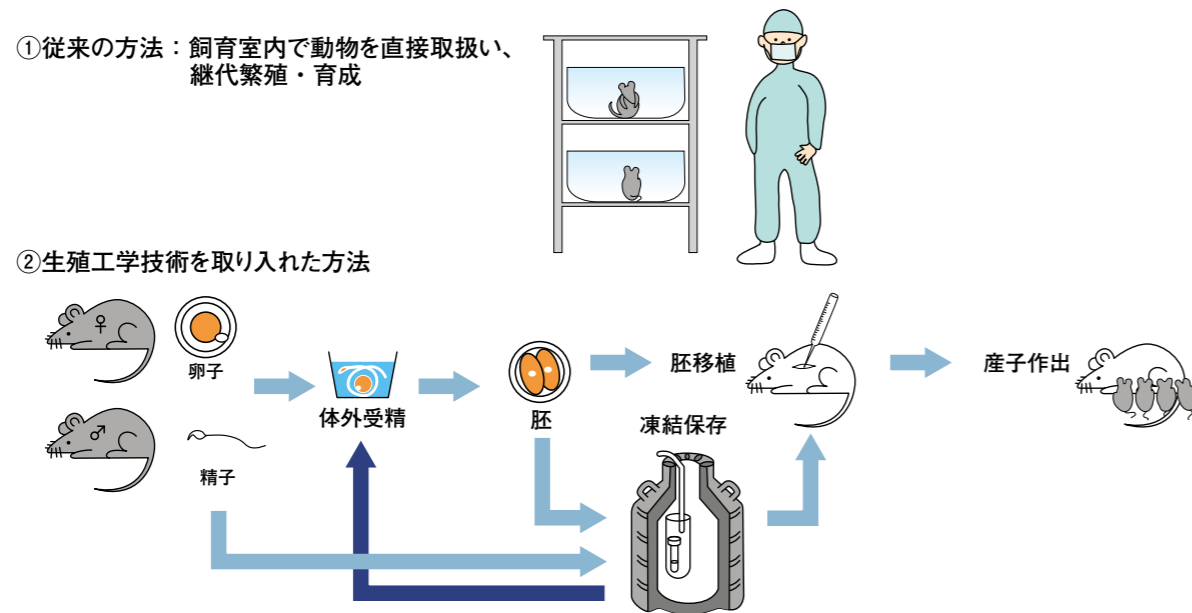 ①従来の方法：飼育室内で動物を直接取扱い、
継代繁殖・育成
②生殖工学技術を取り入れた方法
♀
卵子
♂
精子
体外受精
胚
胚移植
凍結保存
産子作出